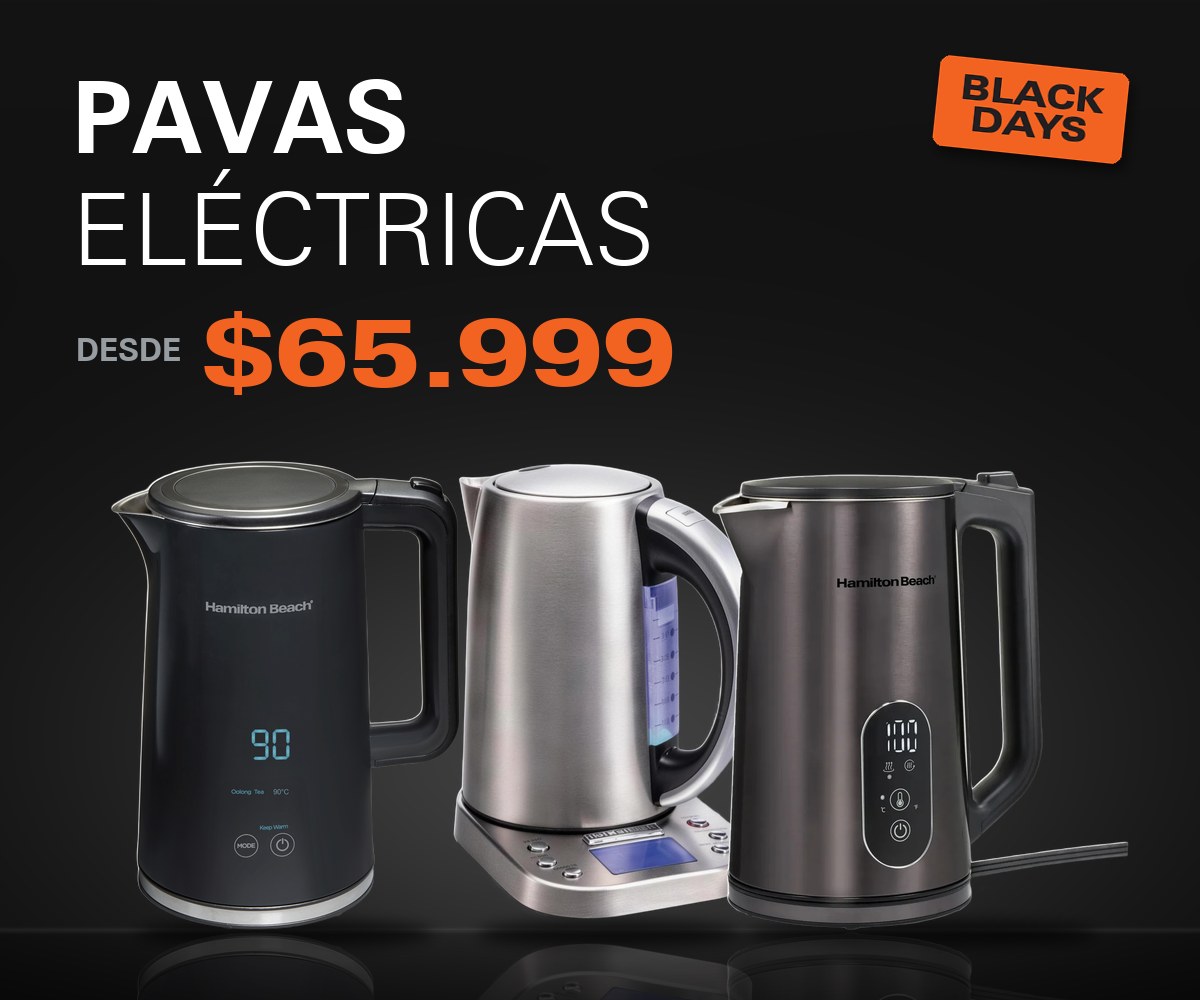 PAVAS
ELÉCTRICAS
DESDE $65.999
BLACK
DAYS
Hamilton Beach®
90
Oolong Tea 90°C
Keep Warm
MODE
Hamilton Beach®
100
°C °F